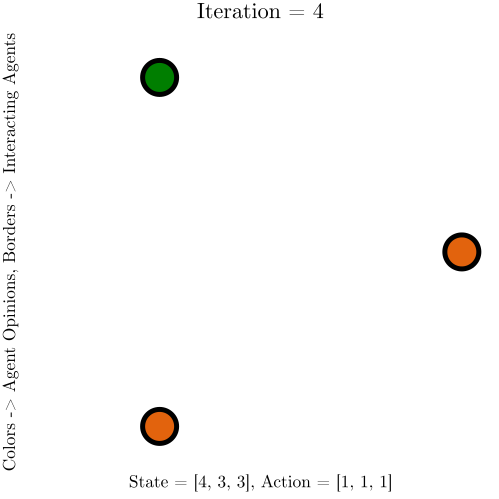 Iteration = 4
Colors -> Agent Opinions, Borders -> Interacting Agents
State = [4, 3, 3], Action = [1, 1, 1]